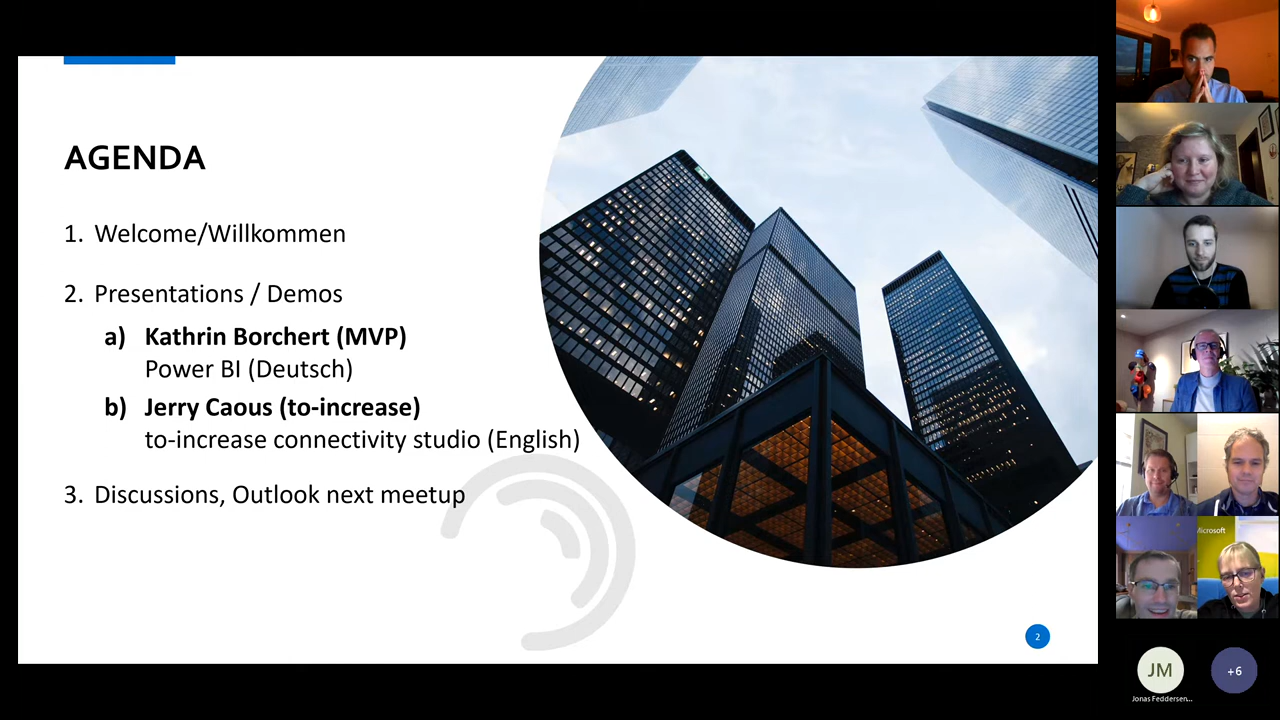 AGENDA
1. Welcome/Willkommen
2. Presentations / Demos
a) Kathrin Borchert (MVP)
Power BI (Deutsch)
b) Jerry Caous (to-increase)
to-increase connectivity studio (English)
3. Discussions, Outlook next meetup
2
Microsoft
JM
+6
Jonas Feddersen...